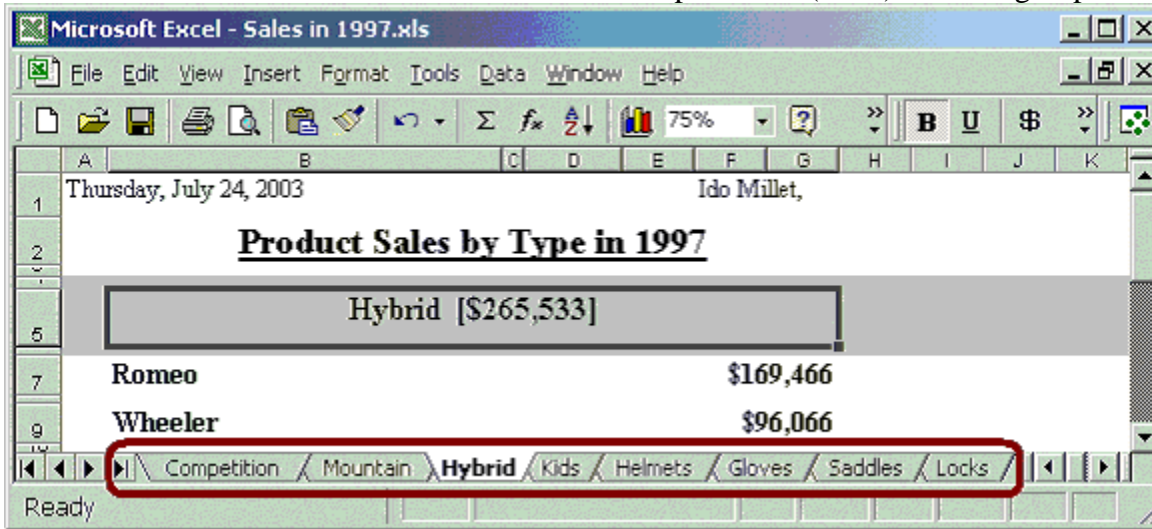 Microsoft Excel - Sales in 1997.xls
File Edit View Insert Format Tools Data Window Help
75% B U $
A B C D E F G H I J K
1 Thursday, July 24, 2003 Ido Millet,
2 Product Sales by Type in 1997
Hybrid [$265,533]
7 Romeo $169,466
9 Wheeler $96,066
Competition Mountain Hybrid Kids Helmets Gloves Saddles Locks
Ready